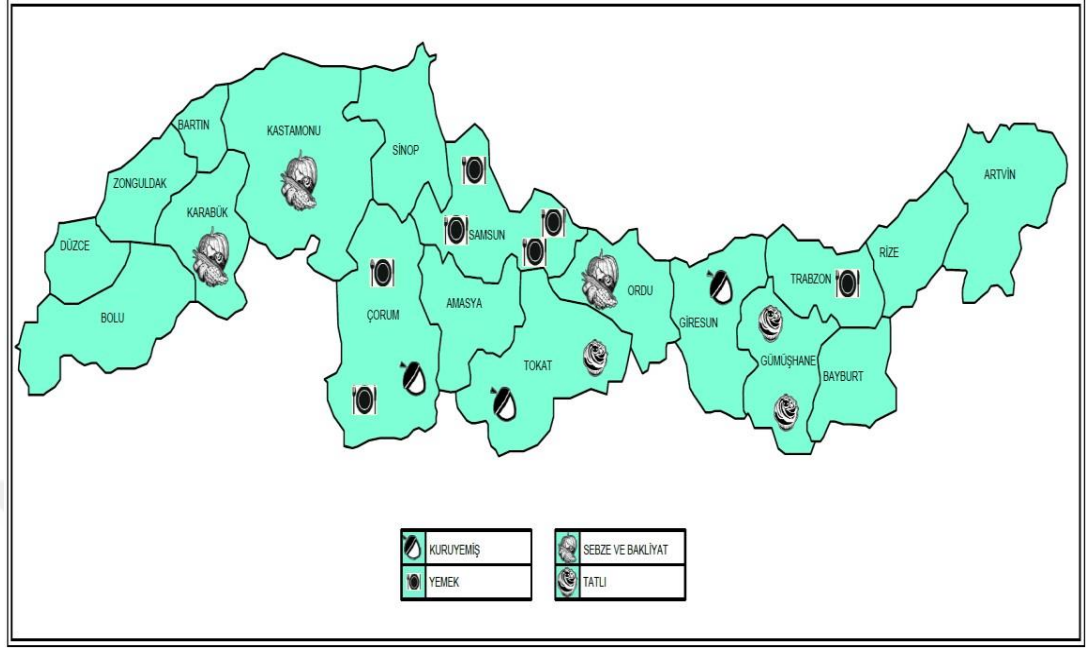 BARTIN
KASTAMONU
SİNOP
ZONGULDAK
KARABÜK
DÜZCE
BOLU
SAMSUN
ÇORUM
AMASYA
TOKAT
ORDU
GİRESUN
TRABZON
RİZE
ARTVİN
GÜMÜŞHANE
BAYBURT
KURUYEMİŞ
SEBZE VE BAKLİYAT
YEMEK
TATLI